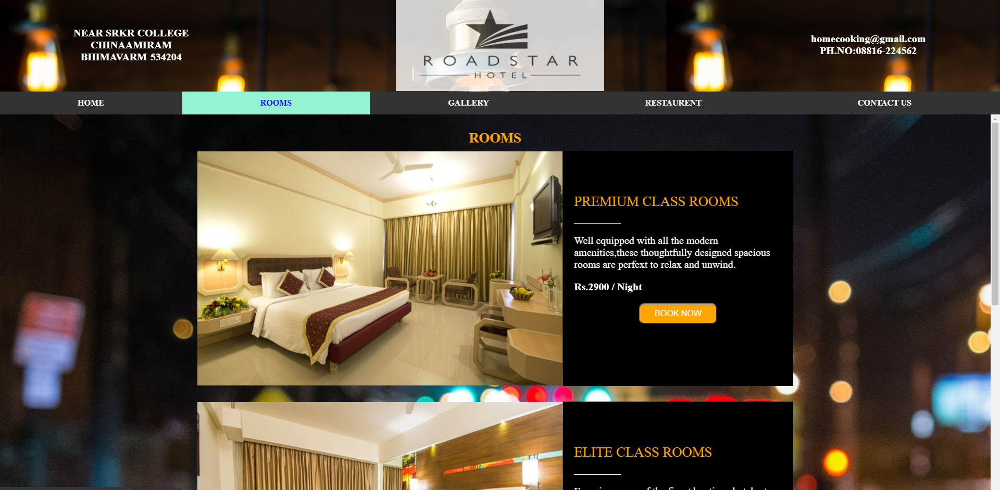 NEAR SRKR COLLEGE
CHINAAMIRAM
BHIMAVARM-534204
ROADSTAR
HOTEL
homecooking@gmail.com
PH.NO:08816-224562
HOME
ROOMS
GALLERY
RESTAURENT
CONTACT US
ROOMS
PREMIUM CLASS ROOMS
Well equipped with all the modern
amenities,these thoughtfully designed spacious
rooms are perfext to relax and unwind.
Rs.2900 / Night
BOOK NOW
ELITE CLASS ROOMS